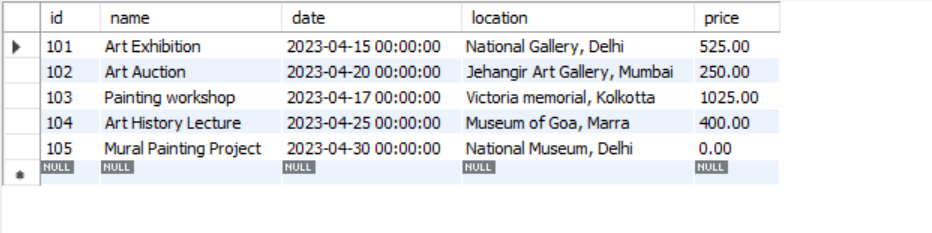 id name date location price
101 Art Exhibition 2023-04-15 00:00:00 National Gallery, Delhi 525.00
102 Art Auction 2023-04-20 00:00:00 Jehangir Art Gallery, Mumbai 250.00
103 Painting workshop 2023-04-17 00:00:00 Victoria memorial, Kolkotta 1025.00
104 Art History Lecture 2023-04-25 00:00:00 Museum of Goa, Marra 400.00
105 Mural Painting Project 2023-04-30 00:00:00 National Museum, Delhi 0.00
NULL NULL NULL NULL NULL